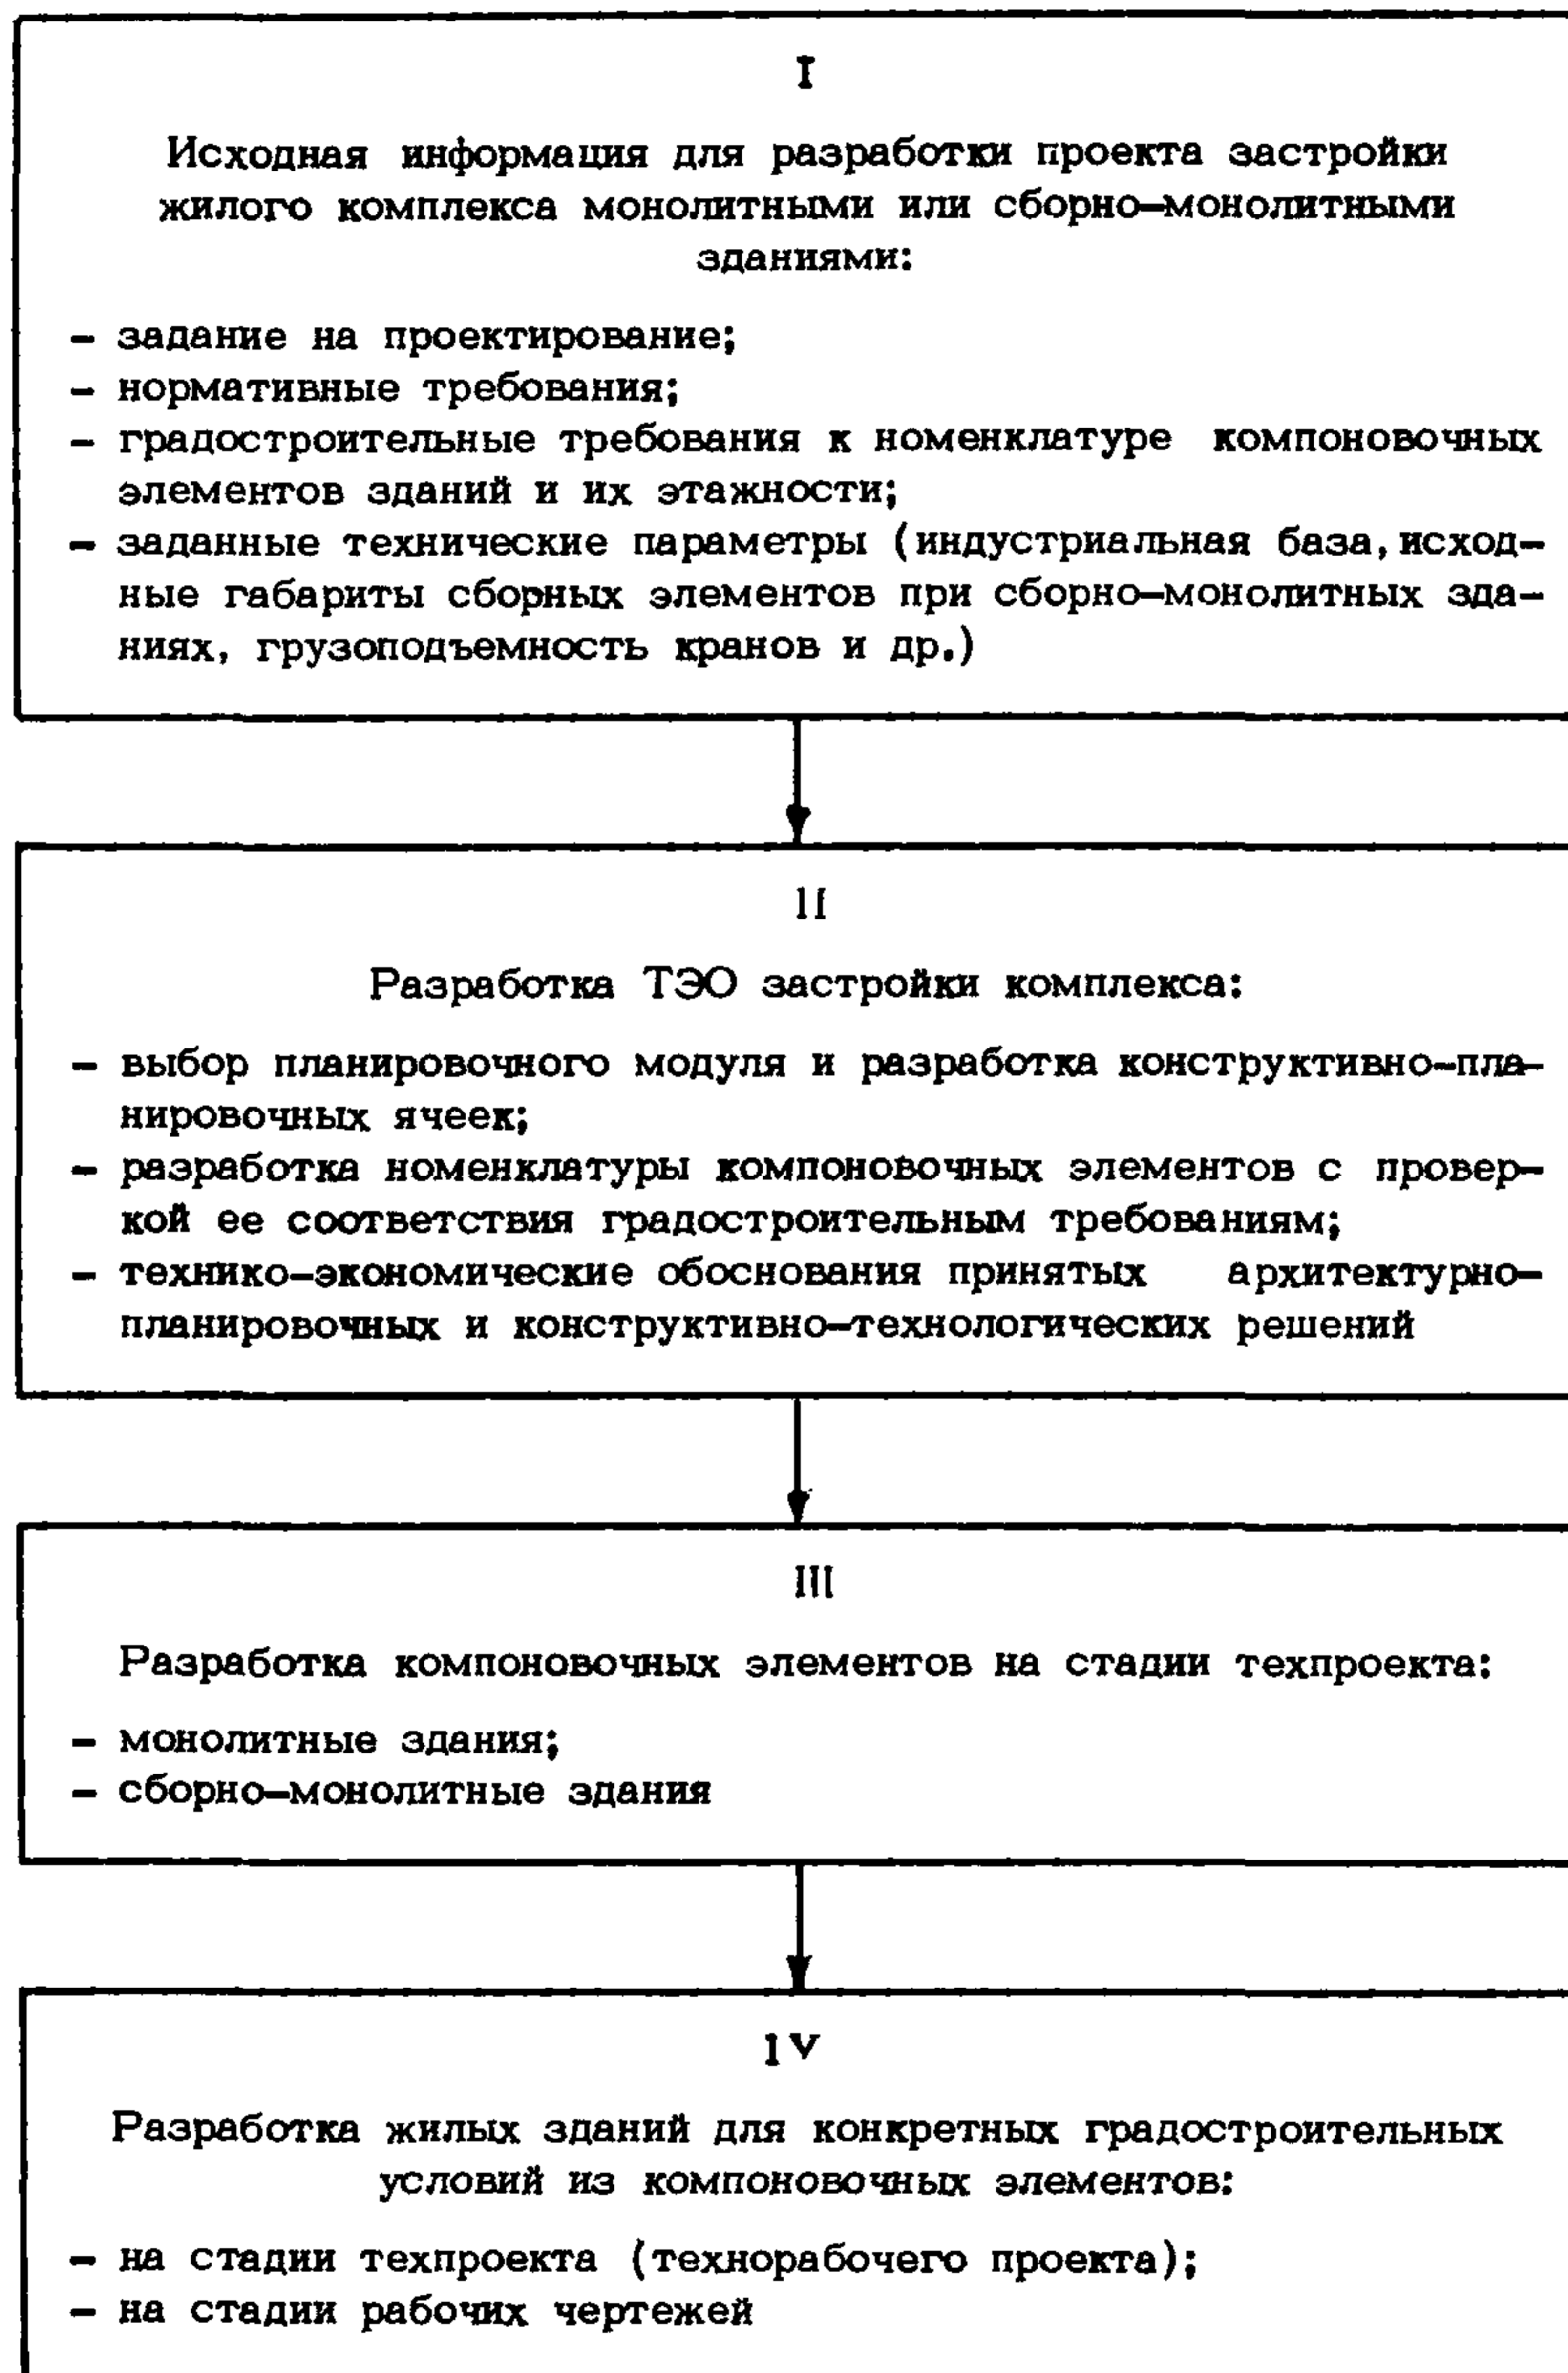 I
Исходная информация для разработки проекта застройки
жилого комплекса монолитными или сборно-монолитными
зданиями:
- задание на проектирование;
- нормативные требования;
- градостроительные требования к номенклатуре компоновочных
элементов зданий и их этажности;
- заданные технические параметры (индустриальная база, исход-
ные габариты сборных элементов при сборно-монолитных зда-
ниях, грузоподъемность кранов и др.)
II
Разработка ТЭО застройки комплекса:
- выбор планировочного модуля и разработка конструктивно-пла-
нировочных ячеек;
- разработка номенклатуры компоновочных элементов с провер-
кой ее соответствия градостроительным требованиям;
- технико-экономические обоснования принятых архитектурно-
планировочных и конструктивно-технологических решений
III
Разработка компоновочных элементов на стадии техпроекта:
- монолитные здания;
- сборно-монолитные здания
IV
Разработка жилых зданий для конкретных градостроительных
условий из компоновочных элементов:
- на стадии техпроекта (технорабочего проекта);
- на стадии рабочих чертежей